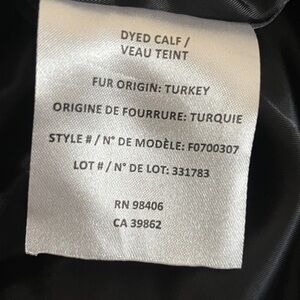 DYED CALF /
VEAU TEINT
FUR ORIGIN: TURKEY
ORIGINE DE FOURRURE: TURQUIE
STYLE # / N° DE MODÈLE: F0700307
LOT # / N° DE LOT: 331783
RN 98406
CA 39862